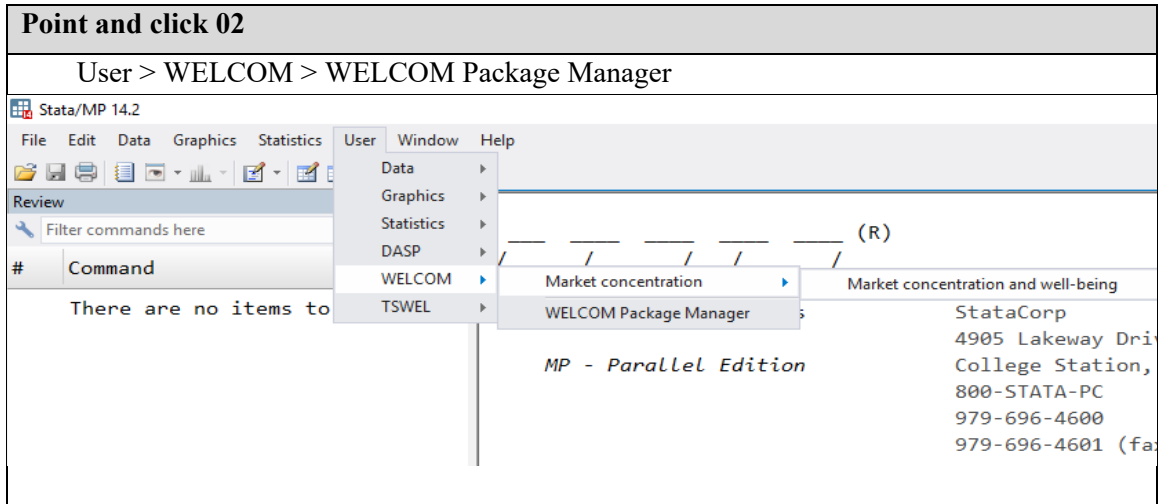 Point and click 02
User > WELCOM > WELCOM Package Manager
Stata/MP 14.2
File Edit Data Graphics Statistics User Window Help
Review
Filter commands here
# Command
There are no items to
Data
Graphics
Statistics
DASP
WELCOM
TSWEL
Market concentration
WELCOM Package Manager
Market concentration and well-being
(R)
StataCorp
4905 Lakeway Dri
MP - Parallel Edition College Station,
800-STATA-PC
979-696-4600
979-696-4601 (fa